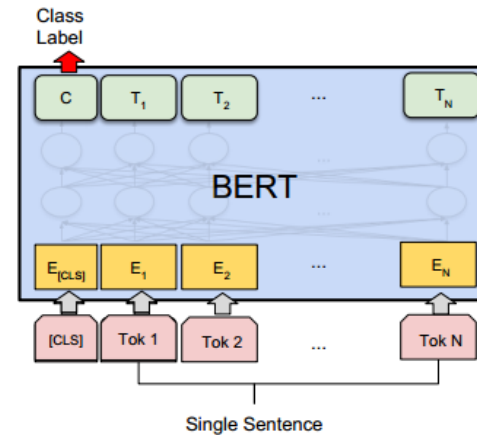 Class
Label
C T1 T2 ... TN
...
BERT
...
E[CLS] E1 E2 ... EN
[CLS] Tok 1 Tok 2 ... Tok N
Single Sentence